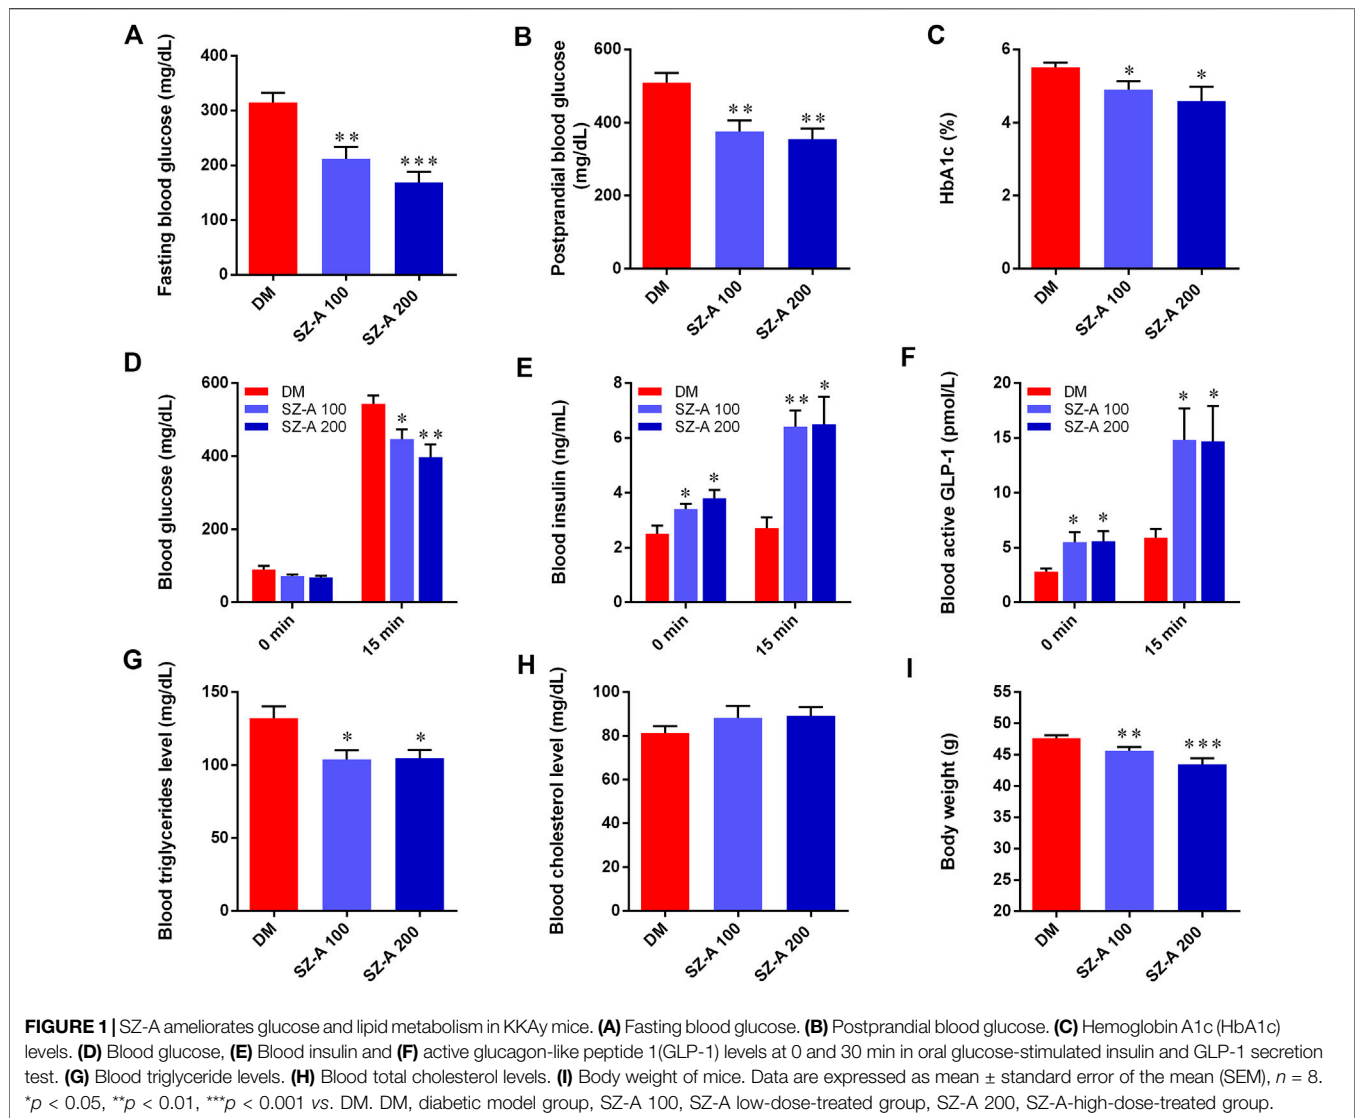 A
Fasting blood glucose (mg/dL)
400
300
200
100
0
**
***
DM
SZ-A 100
SZ-A 200
B
Postprandial blood glucose
(mg/dL)
600
400
200
0
**
**
DM
SZ-A 100
SZ-A 200
C
HbA1c (%)
6
4
2
0
*
*
DM
SZ-A 100
SZ-A 200
D
Blood glucose (mg/dL)
600
400
200
0
DM
SZ-A 100
SZ-A 200
*
**
0 min
15 min
E
Blood insulin (ng/mL)
8
6
4
2
0
DM
SZ-A 100
SZ-A 200
*
*
**
*
0 min
15 min
F
Blood active GLP-1 (pmol/L)
20
15
10
5
0
DM
SZ-A 100
SZ-A 200
*
*
*
*
0 min
15 min
G
Blood triglycerides level (mg/dL)
150
100
50
0
*
*
DM
SZ-A 100
SZ-A 200
H
Blood cholesterol level (mg/dL)
100
80
60
40
20
0
DM
SZ-A 100
SZ-A 200
I
Body weight (g)
55
50
45
40
35
30
25
20
**
***
DM
SZ-A 100
SZ-A 200
FIGURE 1 | SZ-A ameliorates glucose and lipid metabolism in KKAy mice. (A) Fasting blood glucose. (B) Postprandial blood glucose. (C) Hemoglobin A1c (HbA1c)
levels. (D) Blood glucose, (E) Blood insulin and (F) active glucagon-like peptide 1(GLP-1) levels at 0 and 30 min in oral glucose-stimulated insulin and GLP-1 secretion
test. (G) Blood triglyceride levels. (H) Blood total cholesterol levels. (I) Body weight of mice. Data are expressed as mean ± standard error of the mean (SEM), n = 8.
*p < 0.05, **p < 0.01, ***p < 0.001 vs. DM. DM, diabetic model group, SZ-A 100, SZ-A low-dose-treated group, SZ-A 200, SZ-A-high-dose-treated group.